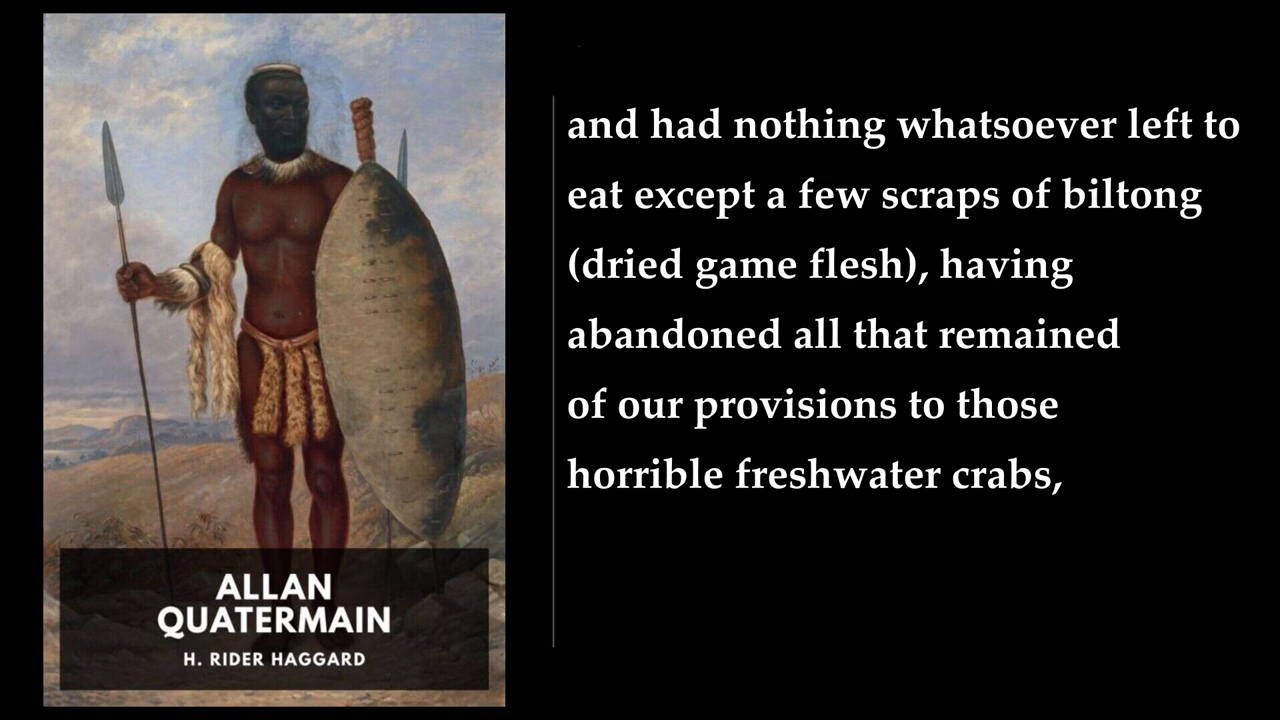 ALLAN
QUATERMAIN
H. RIDER HAGGARD
and had nothing whatsoever left to
eat except a few scraps of biltong
(dried game flesh), having
abandoned all that remained
of our provisions to those
horrible freshwater crabs,